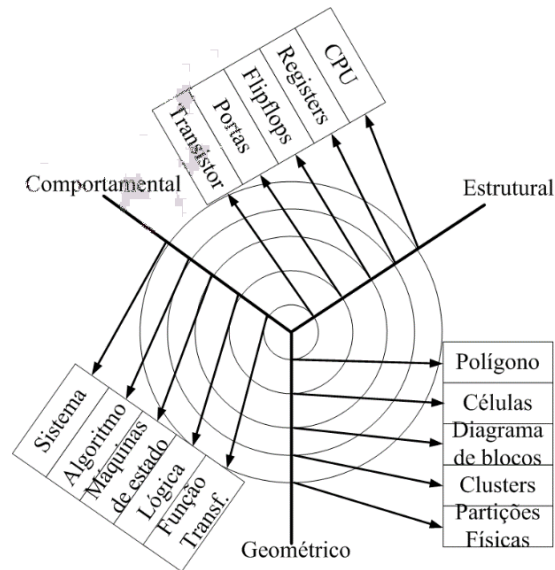 Transistor
Portas
Flipflops
Registers
CPU
Comportamental
Estrutural
Sistema
Algoritmo
Máquinas
de estado
Lógica
Função
Transf.
Polígono
Células
Diagrama
de blocos
Clusters
Partições
Físicas
Geométrico